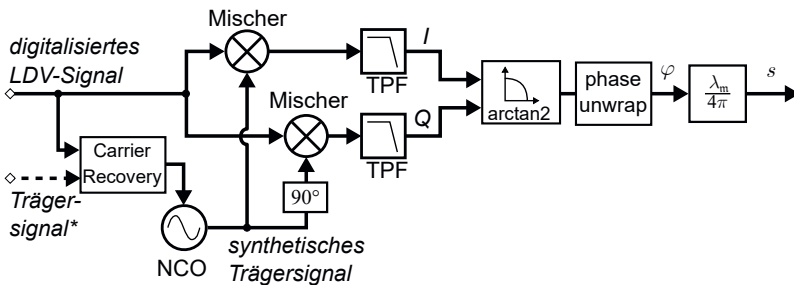 Mischer
digitalisiertes
LDV-Signal
TPF
I
Mischer
TPF
Q
arctan2
phase
unwrap
φ
λm
4π
s
Carrier
Recovery
Träger-
signal*
90°
NCO
synthetisches
Trägersignal